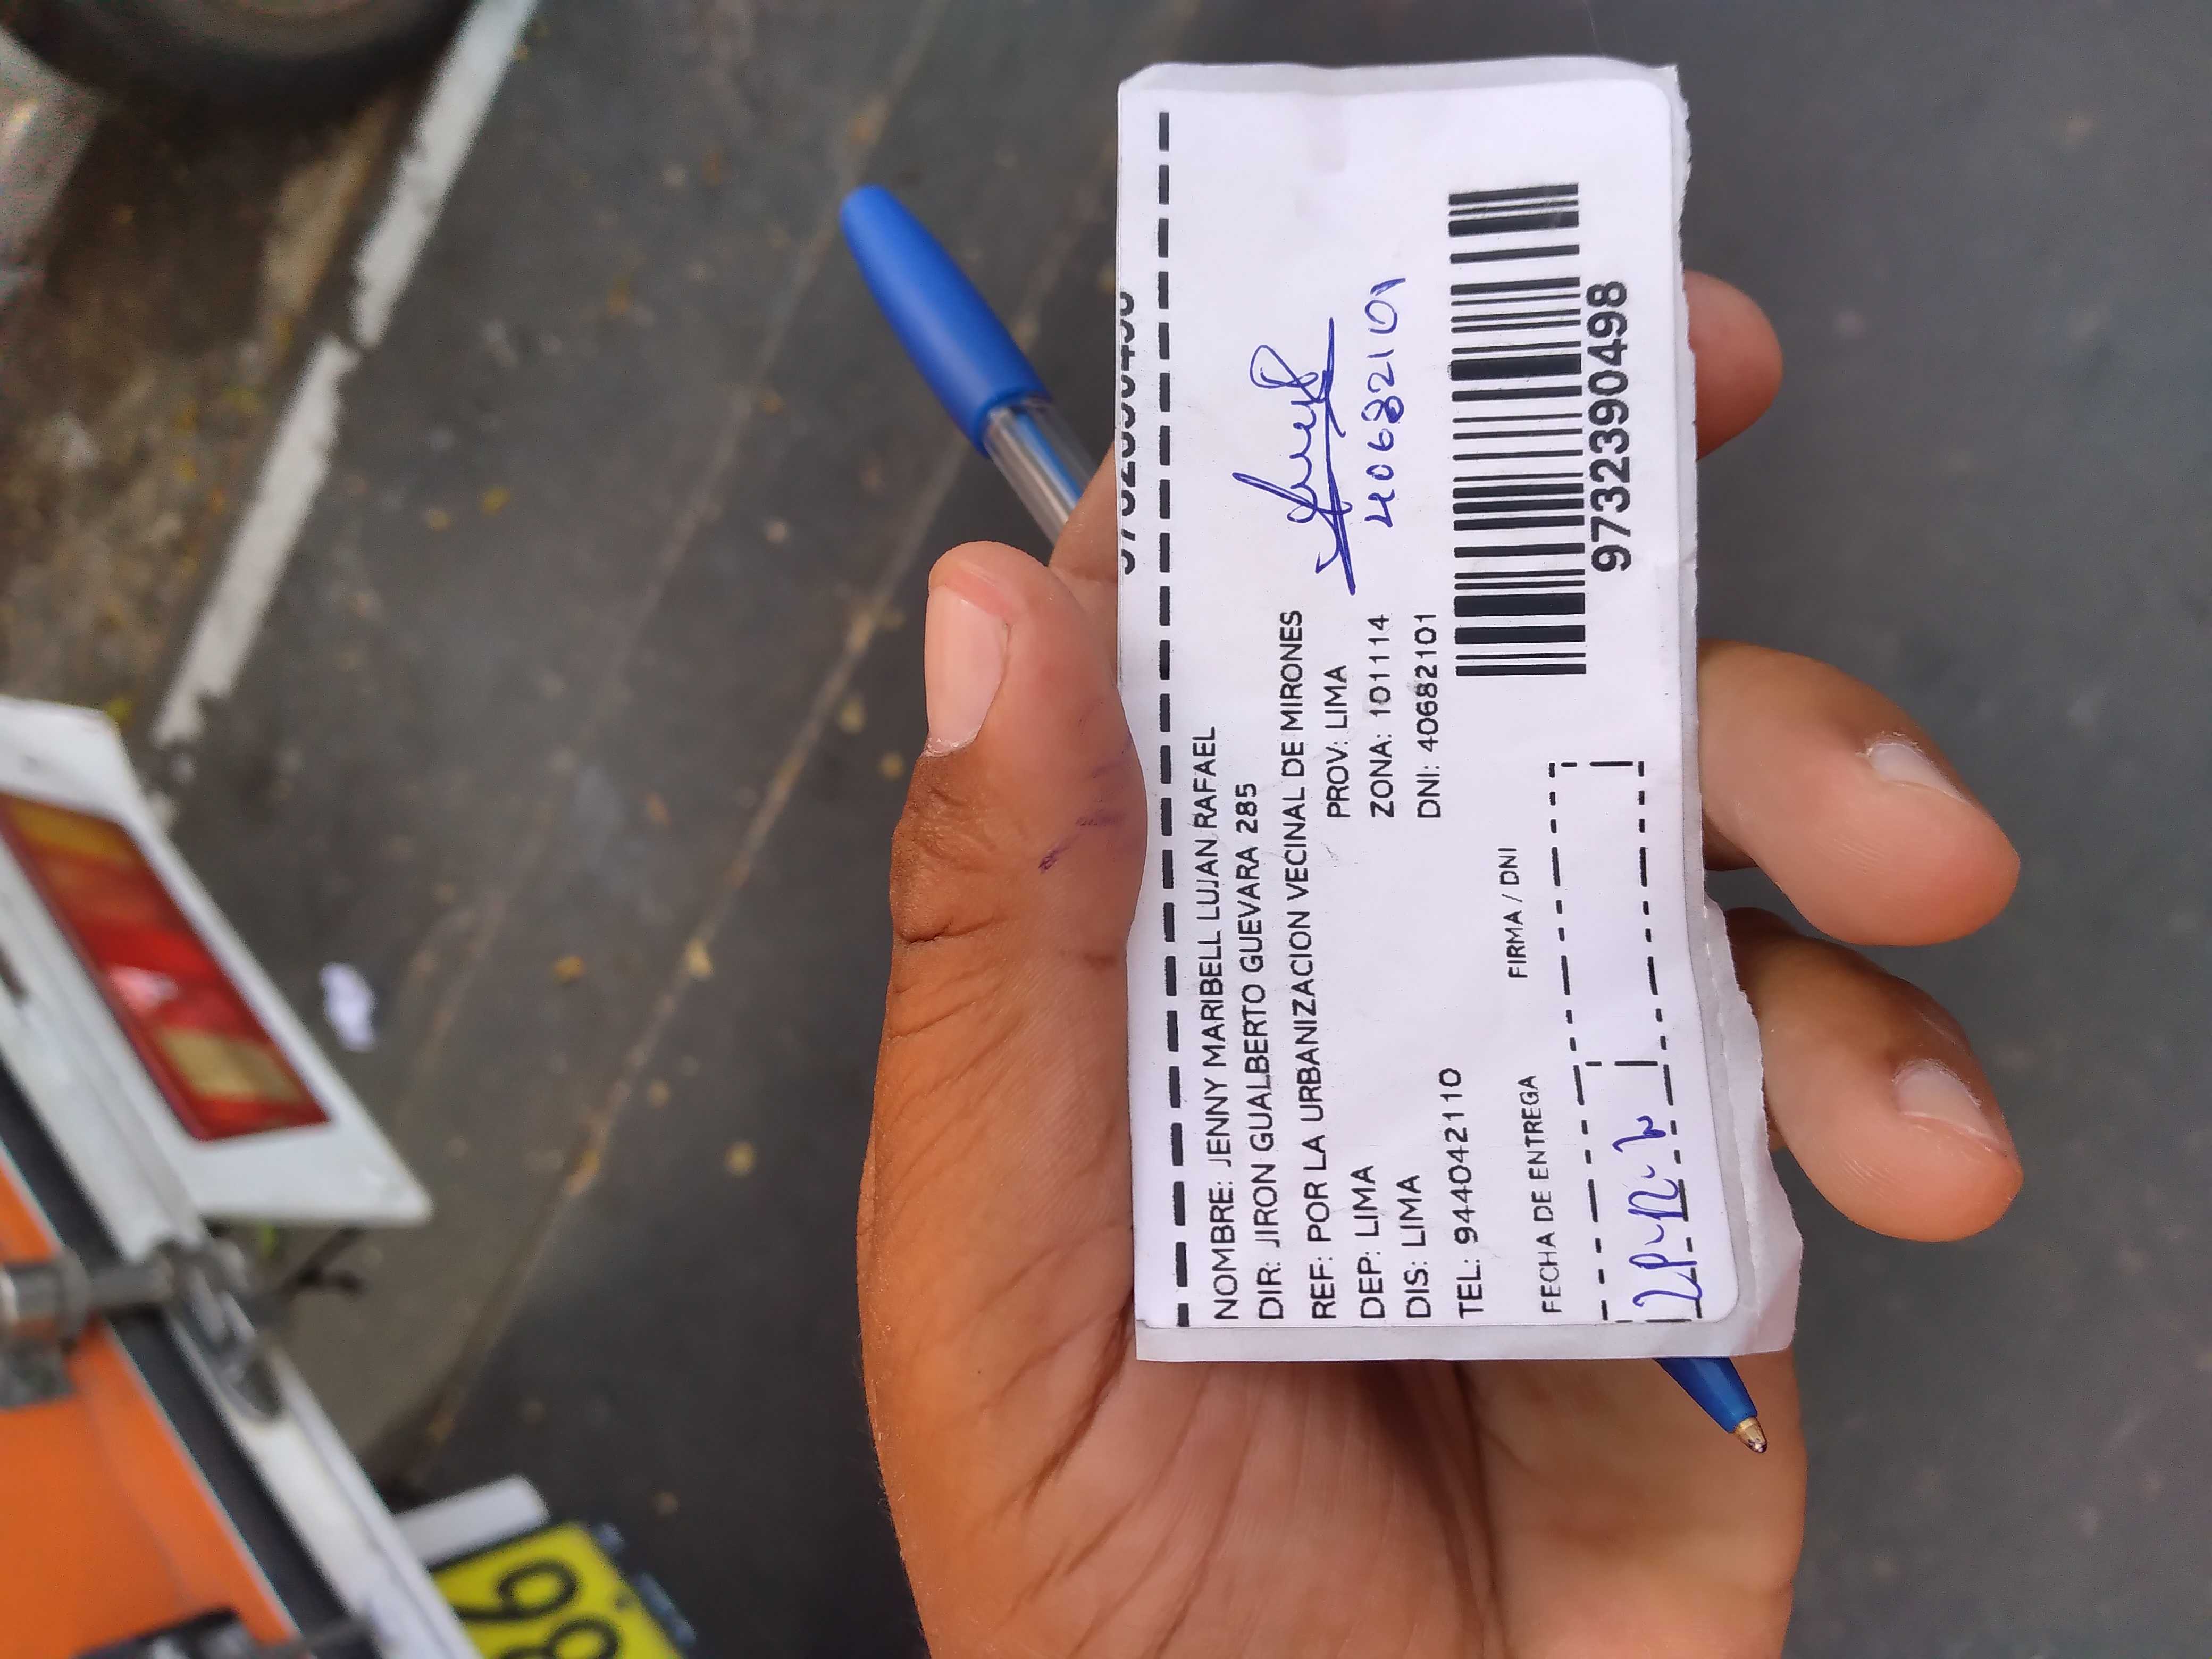 NOMBRE: JENNY MARIBELL LUJAN RAFAEL
DIR: JIRON GUALBERTO GUEVARA 285
REF: POR LA URBANIZACION VECINAL DE MIRONES
DEP: LIMA PROV: LIMA
DIS: LIMA ZONA: 101114
TEL: 944042110 DNI: 40682101
40682101
FECHA DE ENTREGA FIRMA / DNI
9732390498
98